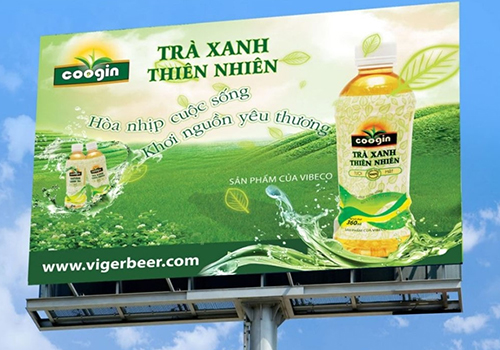 coogin
TRÀ XANH
THIÊN NHIÊN
Hòa nhịp cuộc sống
Khơi nguồn yêu thương
SẢN PHẨM CỦA VIBECO
coogin
TRÀ XANH
THIÊN NHIÊN
360ml
www.vigerbeer.com